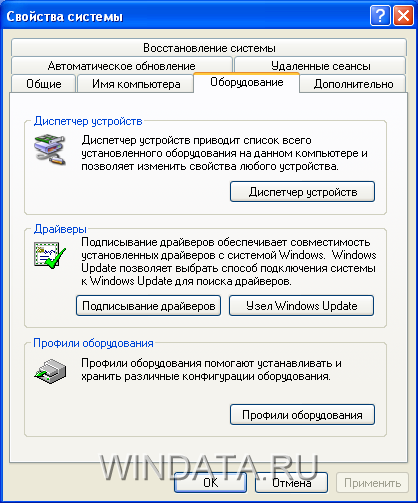 Свойства системы
Восстановление системы
Автоматическое обновление Удаленные сеансы
Общие Имя компьютера Оборудование Дополнительно
Диспетчер устройств
Диспетчер устройств приводит список всего
установленного оборудования на данном компьютере и
позволяет изменить свойства любого устройства.
Диспетчер устройств
Драйверы
Подписывание драйверов обеспечивает совместимость
установленных драйверов с системой Windows. Windows
Update позволяет выбрать способ подключения системы
к Windows Update для поиска драйверов.
Подписывание драйверов Узел Windows Update
Профили оборудования
Профили оборудования помогают устанавливать и
хранить различные конфигурации оборудования.
Профили оборудования
WINDATA.RU
OK Отмена Применить